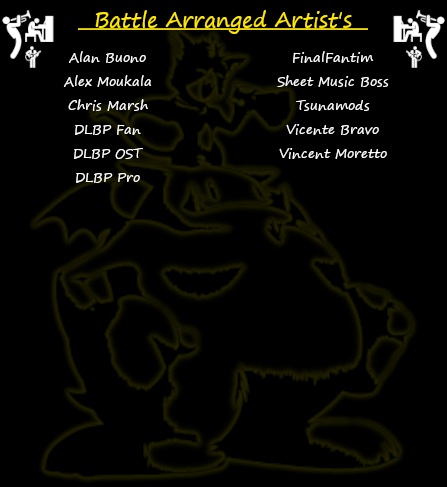 Battle Arranged Artist's
Alan Buono
Alex Moukala
Chris Marsh
DLBP Fan
DLBP OST
DLBP Pro
FinalFantim
Sheet Music Boss
Tsunamods
Vicente Bravo
Vincent Moretto